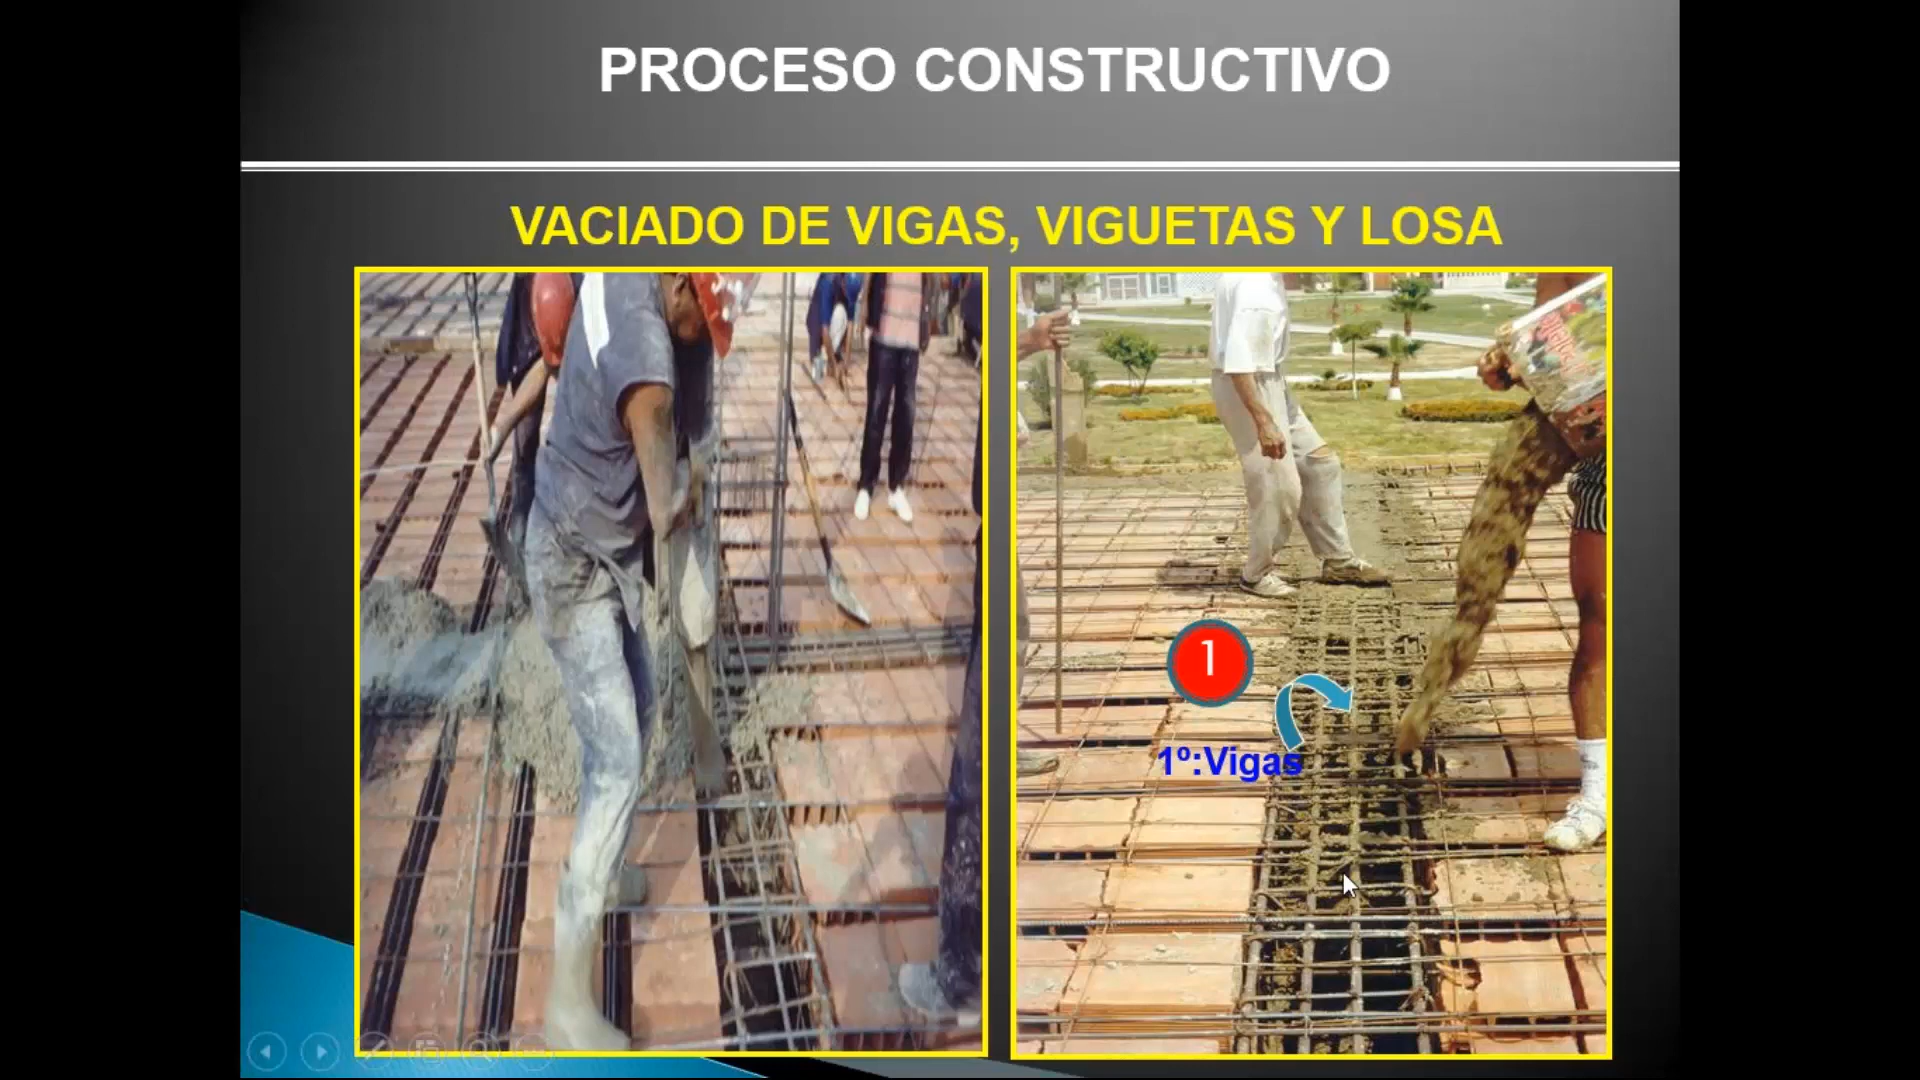 PROCESO CONSTRUCTIVO
VACIADO DE VIGAS, VIGUETAS Y LOSA
1
1º:Vigas